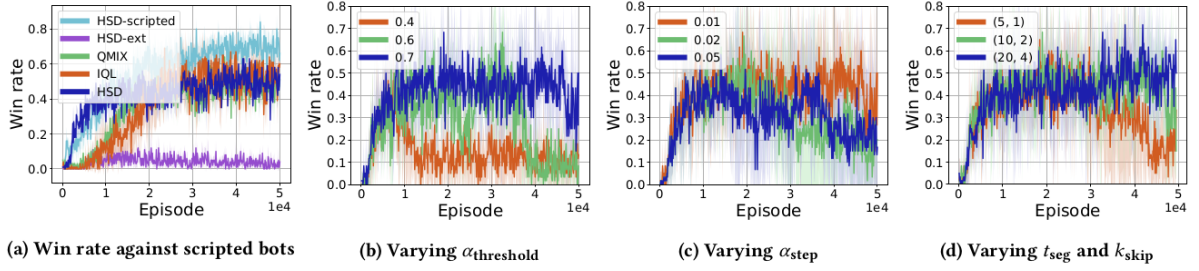 0.8
0.6
0.4
0.2
0.0
Win rate
HSD-scripted
HSD-ext
QMIX
IQL
HSD
0 1 2 3 4 5
1e4
Episode
(a) Win rate against scripted bots
0.8
0.7
0.6
0.5
0.4
0.3
0.2
0.1
0.0
Win rate
0.4
0.6
0.7
0 1 2 3 4 5
1e4
Episode
(b) Varying α_threshold
0.8
0.7
0.6
0.5
0.4
0.3
0.2
0.1
0.0
Win rate
0.01
0.02
0.05
0 1 2 3 4 5
1e4
Episode
(c) Varying α_step
0.8
0.7
0.6
0.5
0.4
0.3
0.2
0.1
0.0
Win rate
(5, 1)
(10, 2)
(20, 4)
0 1 2 3 4 5
1e4
Episode
(d) Varying t_seg and k_skip